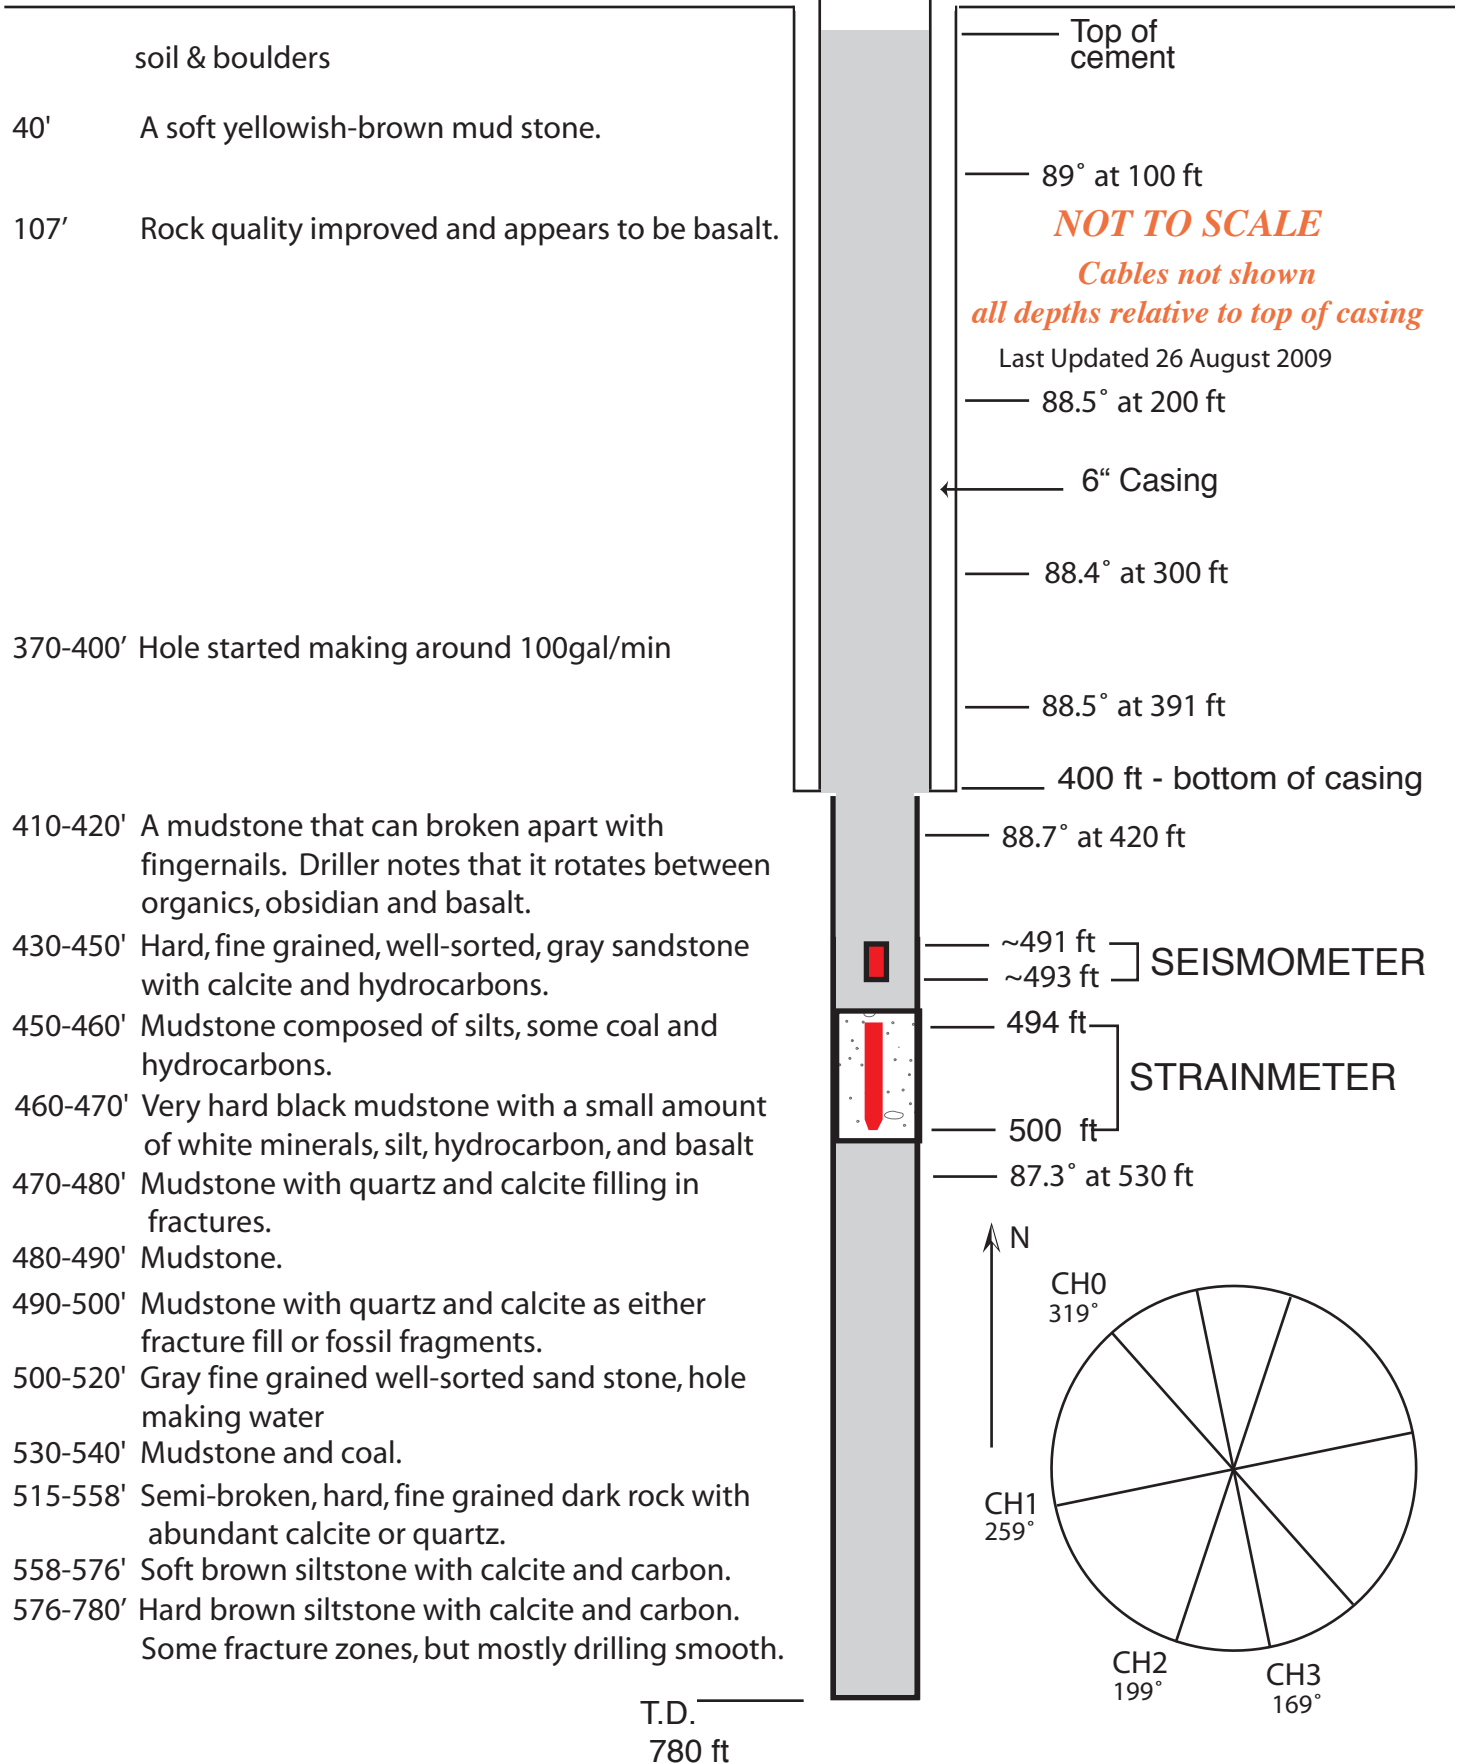 soil & boulders
40' A soft yellowish-brown mud stone.
107’ Rock quality improved and appears to be basalt.
370-400’ Hole started making around 100gal/min
410-420' A mudstone that can broken apart with
fingernails. Driller notes that it rotates between
organics, obsidian and basalt.
430-450' Hard, fine grained, well-sorted, gray sandstone
with calcite and hydrocarbons.
450-460' Mudstone composed of silts, some coal and
hydrocarbons.
460-470' Very hard black mudstone with a small amount
of white minerals, silt, hydrocarbon, and basalt
470-480' Mudstone with quartz and calcite filling in
fractures.
480-490' Mudstone.
490-500' Mudstone with quartz and calcite as either
fracture fill or fossil fragments.
500-520' Gray fine grained well-sorted sand stone, hole
making water
530-540' Mudstone and coal.
515-558' Semi-broken, hard, fine grained dark rock with
abundant calcite or quartz.
558-576' Soft brown siltstone with calcite and carbon.
576-780’ Hard brown siltstone with calcite and carbon.
Some fracture zones, but mostly drilling smooth.
T.D.
780 ft
Top of
cement
89˚ at 100 ft
NOT TO SCALE
Cables not shown
all depths relative to top of casing
Last Updated 26 August 2009
88.5˚ at 200 ft
6“ Casing
88.4˚ at 300 ft
88.5˚ at 391 ft
400 ft - bottom of casing
88.7˚ at 420 ft
~491 ft
SEISMOMETER
~493 ft
494 ft
STRAINMETER
500 ft
87.3˚ at 530 ft
N
CH0
319˚
CH1
259˚
CH2
199˚
CH3
169˚